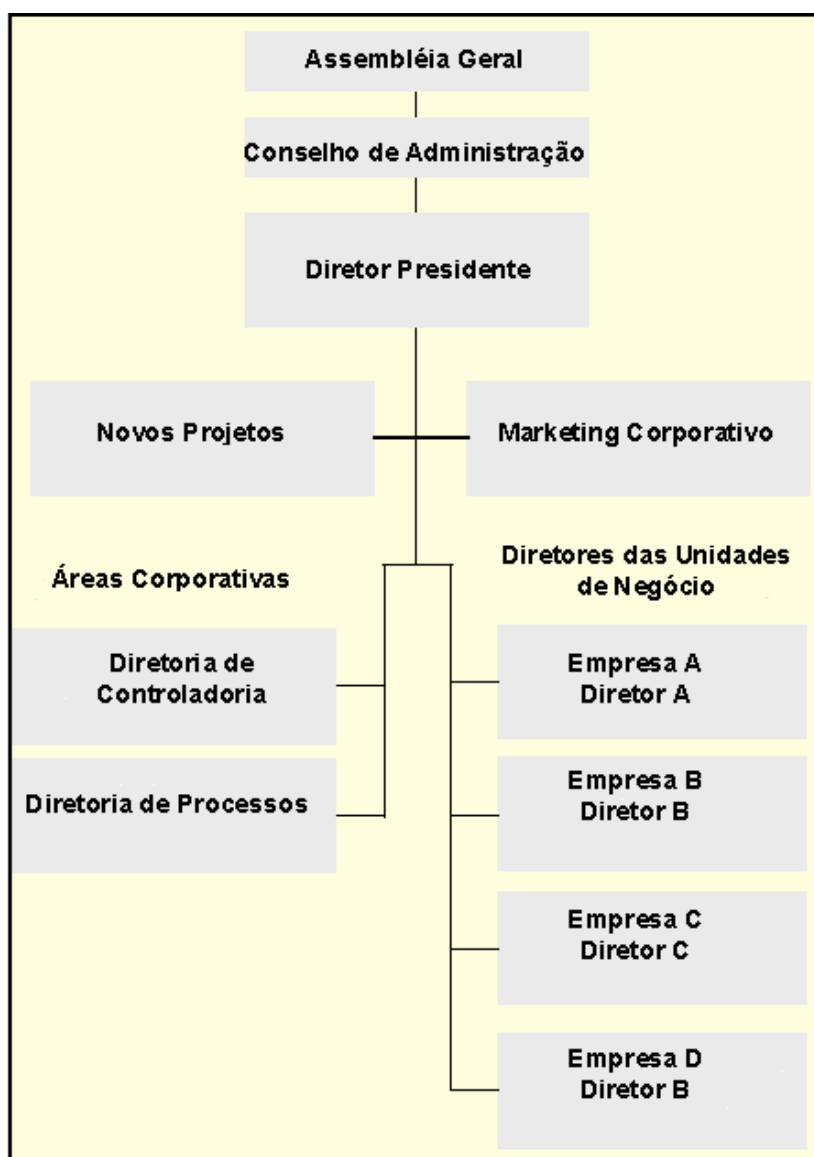 Assembléia Geral
Conselho de Administração
Diretor Presidente
Novos Projetos
Marketing Corporativo
Áreas Corporativas
Diretoria de
Controladoria
Diretoria de Processos
Diretores das Unidades
de Negócio
Empresa A
Diretor A
Empresa B
Diretor B
Empresa C
Diretor C
Empresa D
Diretor B